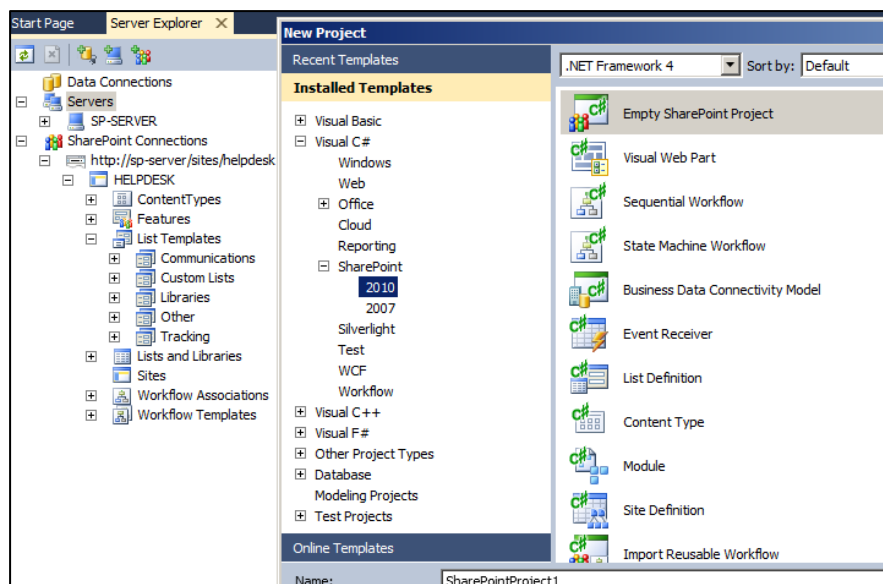 Start Page
Server Explorer
Data Connections
Servers
SP-SERVER
SharePoint Connections
http://sp-server/sites/helpdesk
HELPDESK
ContentTypes
Features
List Templates
Communications
Custom Lists
Libraries
Other
Tracking
Lists and Libraries
Sites
Workflow Associations
Workflow Templates
New Project
Recent Templates
Installed Templates
Visual Basic
Visual C#
Windows
Web
Office
Cloud
Reporting
SharePoint
2010
2007
Silverlight
Test
WCF
Workflow
Visual C++
Visual F#
Other Project Types
Database
Modeling Projects
Test Projects
Online Templates
.NET Framework 4
Sort by: Default
C# Empty SharePoint Project
C# Visual Web Part
C# Sequential Workflow
C# State Machine Workflow
C# Business Data Connectivity Model
C# Event Receiver
C# List Definition
C# Content Type
C# Module
C# Site Definition
C# Import Reusable Workflow
Name: SharePointProject1